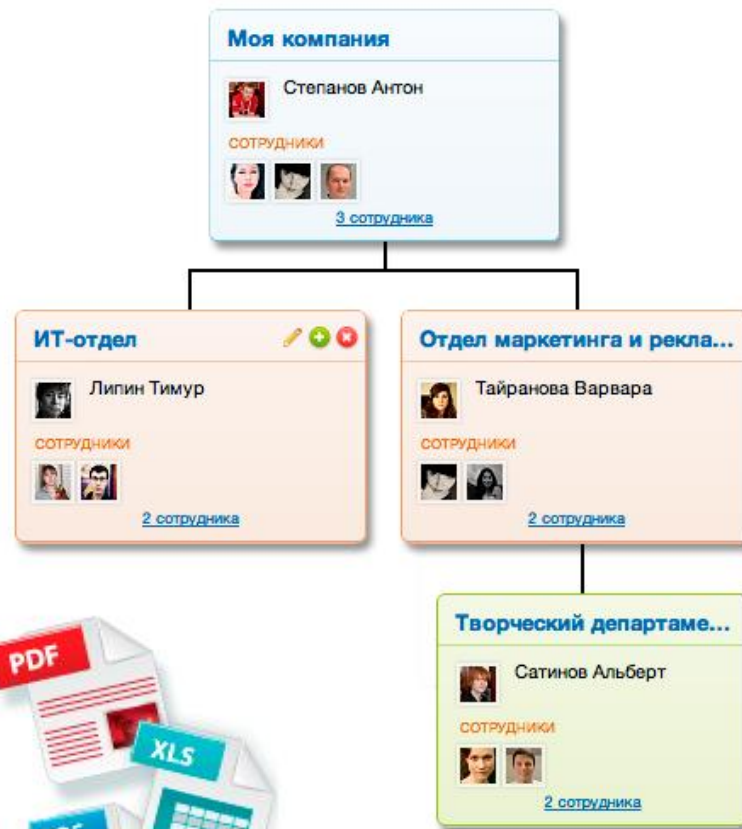 Моя компания
Степанов Антон
СОТРУДНИКИ
3 сотрудника
ИТ-отдел
Липин Тимур
СОТРУДНИКИ
2 сотрудника
Отдел маркетинга и рекла...
Тайранова Варвара
СОТРУДНИКИ
2 сотрудника
Творческий департаме...
Сатинов Альберт
СОТРУДНИКИ
2 сотрудника
PDF
XLS